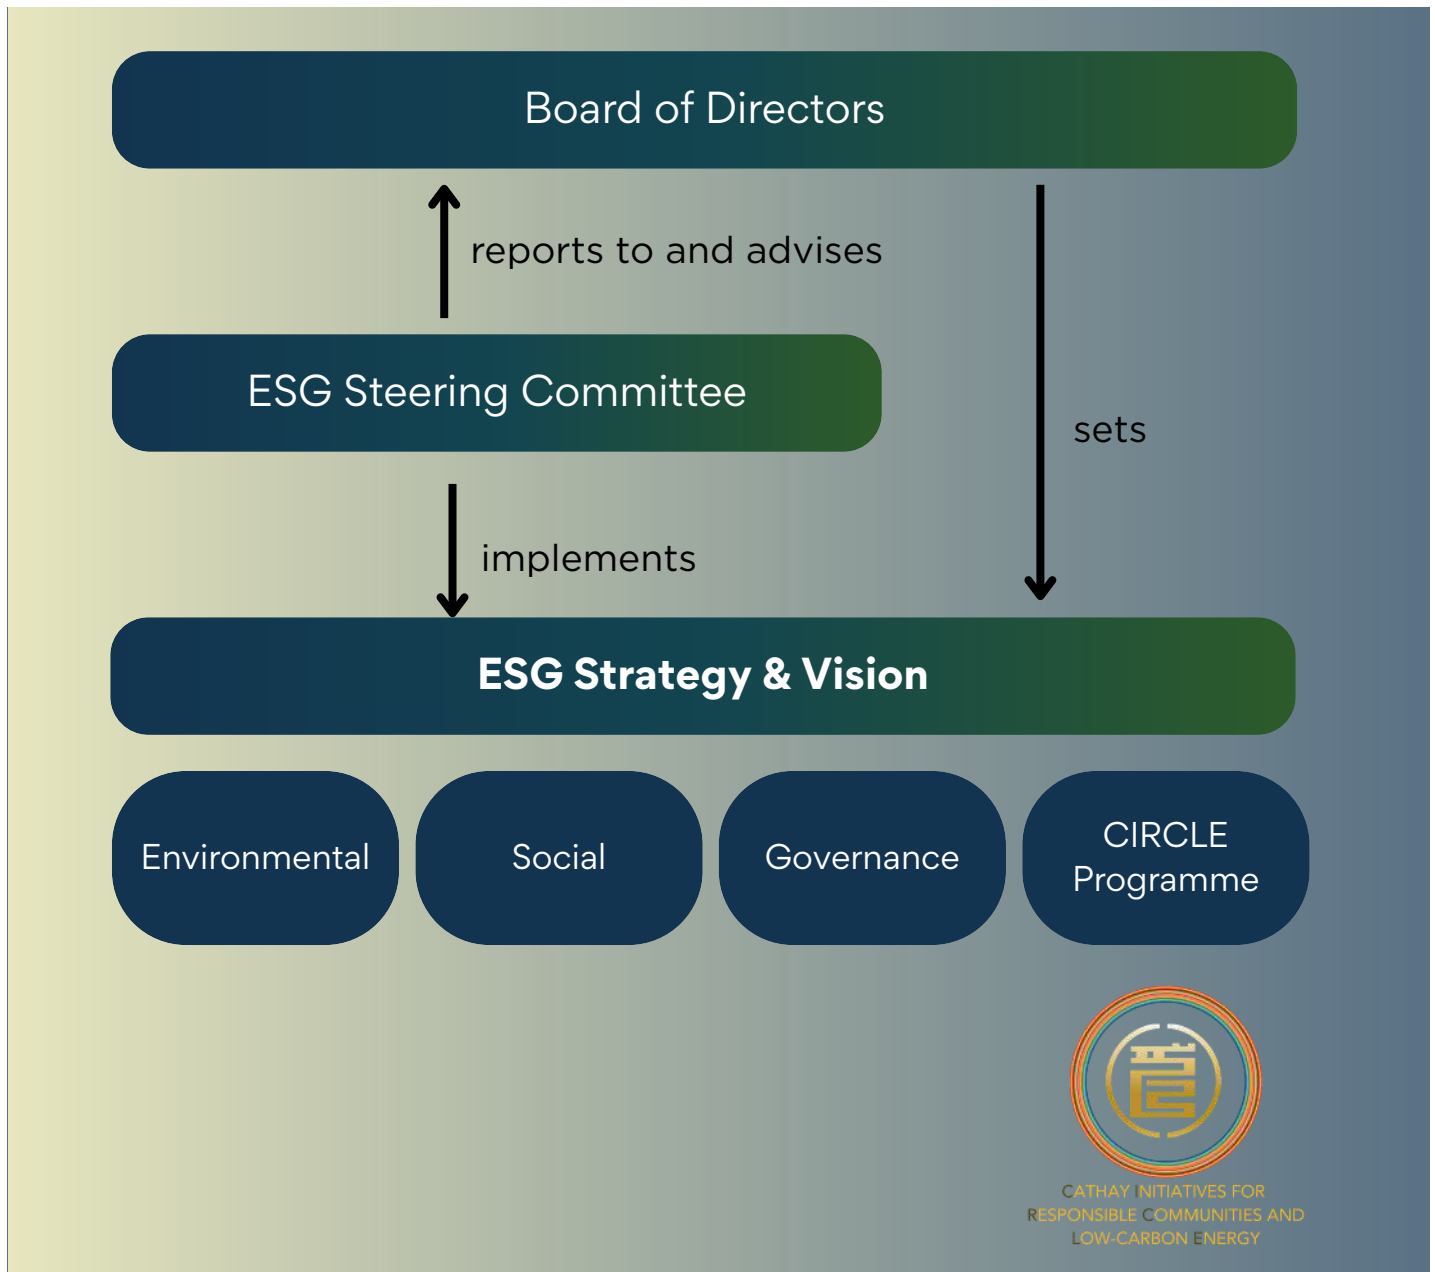 Board of Directors
reports to and advises
ESG Steering Committee
sets
implements
ESG Strategy & Vision
Environmental
Social
Governance
CIRCLE
Programme
CATHAY INITIATIVES FOR
RESPONSIBLE COMMUNITIES AND
LOW-CARBON ENERGY